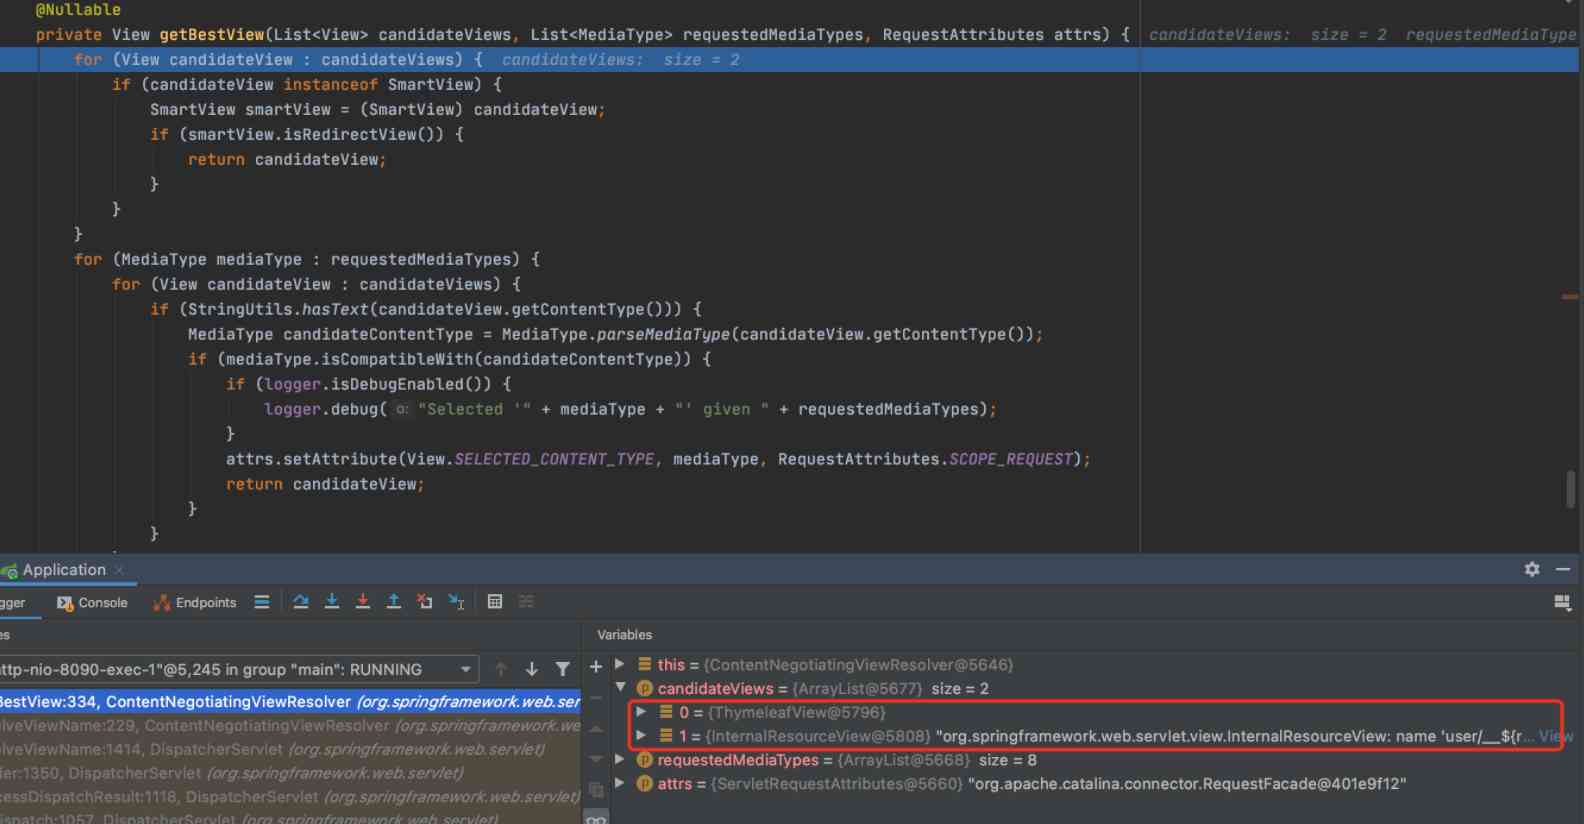 @Nullable
private View getBestView(List<View> candidateViews, List<MediaType> requestedMediaTypes, RequestAttributes attrs) { candidateViews: size = 2 requestedMediaType
for (View candidateView : candidateViews) { candidateViews: size = 2
if (candidateView instanceof SmartView) {
SmartView smartView = (SmartView) candidateView;
if (smartView.isRedirectView()) {
return candidateView;
}
}
}
for (MediaType mediaType : requestedMediaTypes) {
for (View candidateView : candidateViews) {
if (StringUtils.hasText(candidateView.getContentType())) {
MediaType candidateContentType = MediaType.parseMediaType(candidateView.getContentType());
if (mediaType.isCompatibleWith(candidateContentType)) {
if (logger.isDebugEnabled()) {
logger.debug( o: "Selected '" + mediaType + "' given " + requestedMediaTypes);
}
attrs.setAttribute(View.SELECTED_CONTENT_TYPE, mediaType, RequestAttributes.SCOPE_REQUEST);
return candidateView;
}
}
Application
gger Console Endpoints
es
ttp-nio-8090-exec-1"@5,245 in group "main": RUNNING
BestView:334, ContentNegotiatingViewResolver (org.springframework.web.ser
olveViewName:229, ContentNegotiatingViewResolver (org.springframework.we
olveViewName:1414, DispatcherServlet (org.springframework.web.servlet)
der:1350, DispatcherServlet (org.springframework.web.servlet)
cessDispatchResult:1118, DispatcherServlet (org.springframework.web.servlet)
ispatch:1057, DispatcherServlet (org.springframework.web.servlet)
Variables
this = {ContentNegotiatingViewResolver@5646}
candidateViews = {ArrayList@5677} size = 2
0 = {ThymeleafView@5796}
1 = {InternalResourceView@5808} "org.springframework.web.servlet.view.InternalResourceView: name 'user/__${r... View
requestedMediaTypes = {ArrayList@5668} size = 8
attrs = {ServletRequestAttributes@5660} "org.apache.catalina.connector.RequestFacade@401e9f12"